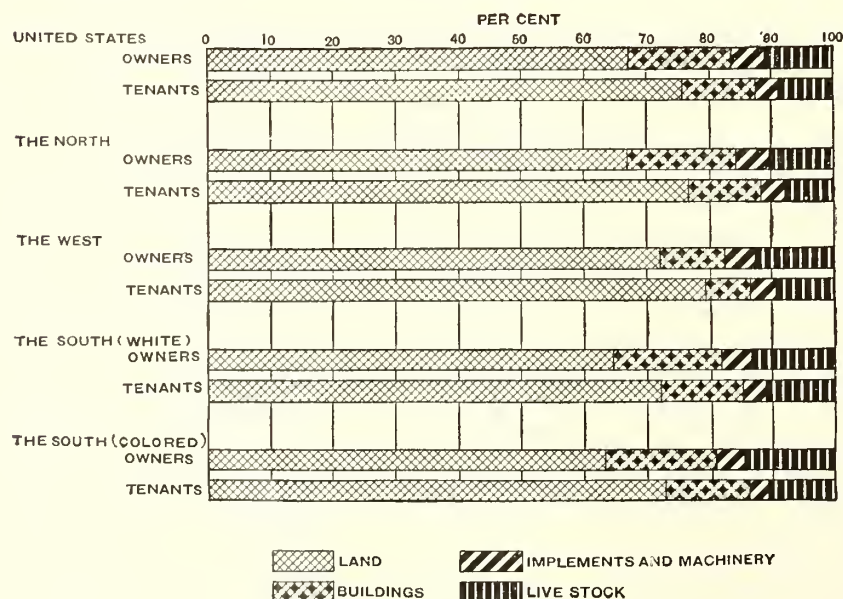 PER CENT
UNITED STATES 0 10 20 30 40 50 60 70 80 90 100
OWNERS
TENANTS
THE NORTH
OWNERS
TENANTS
THE WEST
OWNERS
TENANTS
THE SOUTH (WHITE)
OWNERS
TENANTS
THE SOUTH (COLORED)
OWNERS
TENANTS
LAND IMPLEMENTS AND MACHINERY
BUILDINGS LIVE STOCK